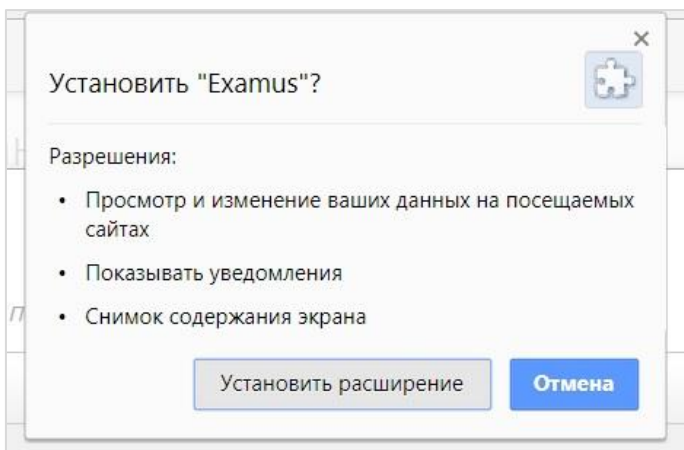 Установить "Examus"?
Разрешения:
• Просмотр и изменение ваших данных на посещаемых
сайтах
• Показывать уведомления
• Снимок содержания экрана
Установить расширение Отмена